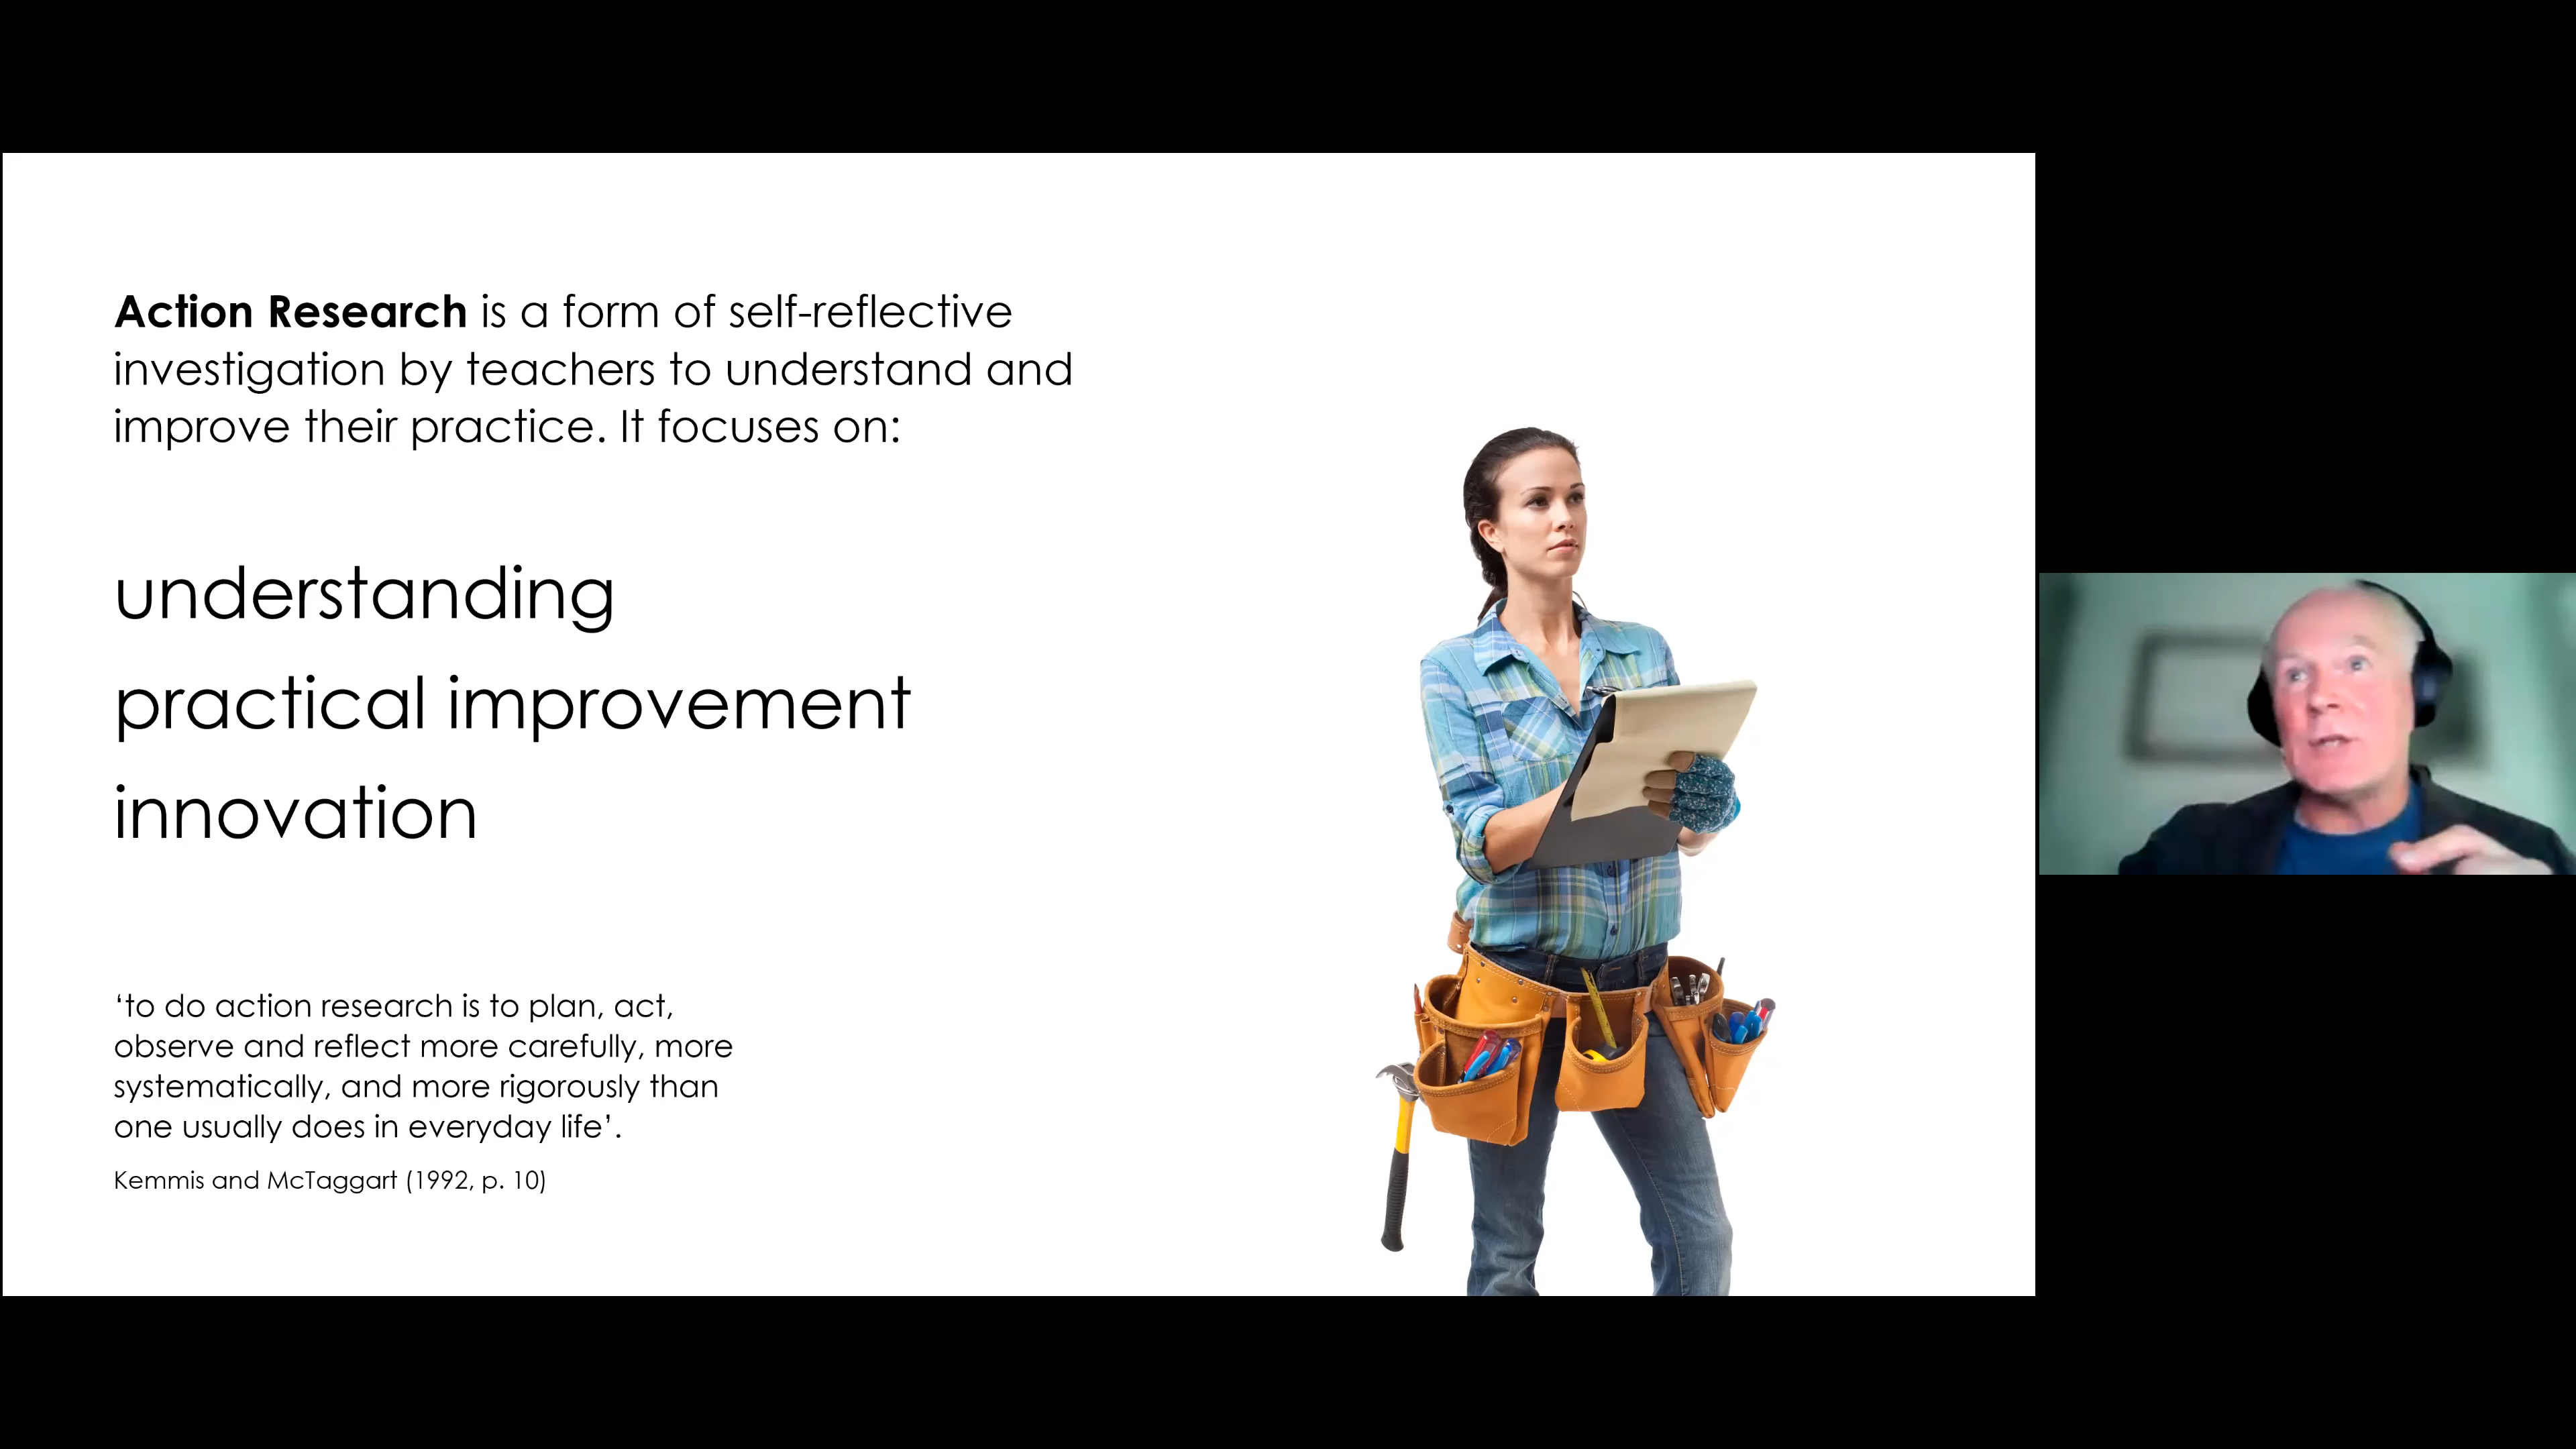 Action Research is a form of self-reflective
investigation by teachers to understand and
improve their practice. It focuses on:
understanding
practical improvement
innovation
‘to do action research is to plan, act,
observe and reflect more carefully, more
systematically, and more rigorously than
one usually does in everyday life’.
Kemmis and McTaggart (1992, p. 10)